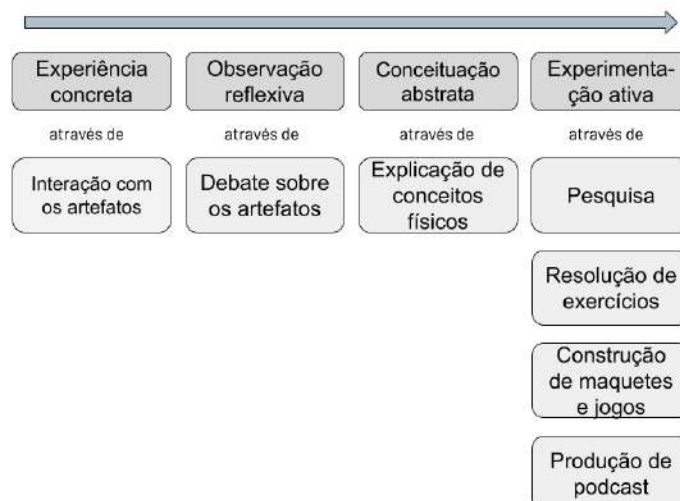 Experiência
concreta
Observação
reflexiva
Conceituação
abstrata
Experimenta-
ção ativa
através de
através de
através de
através de
Interação com
os artefatos
Debate sobre
os artefatos
Explicação de
conceitos
físicos
Pesquisa
Resolução de
exercícios
Construção
de maquetes
e jogos
Produção de
podcast